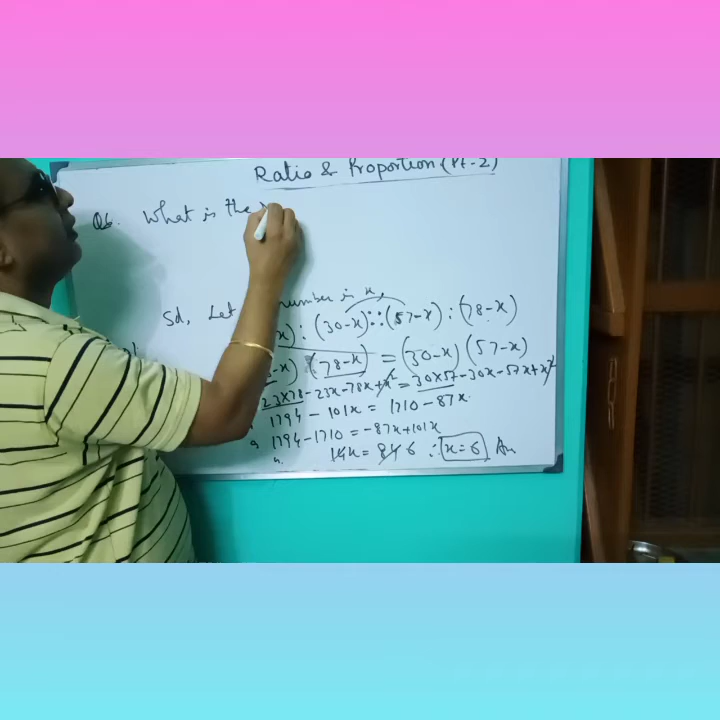 Ratio & Proportion (Pt-2)
Q6. What is the
Sol, Let number is x,
x) : (30-x) :: (57-x) : (78-x)
-x) (78-x) = (30-x) (57-x)
23x78-23x-78x+x² = 30x57-30x-57x+x²
1794 - 101x = 1710 - 87x
1794-1710 = -87x+101x
14x = 84 6 ∴ x=6 Ans